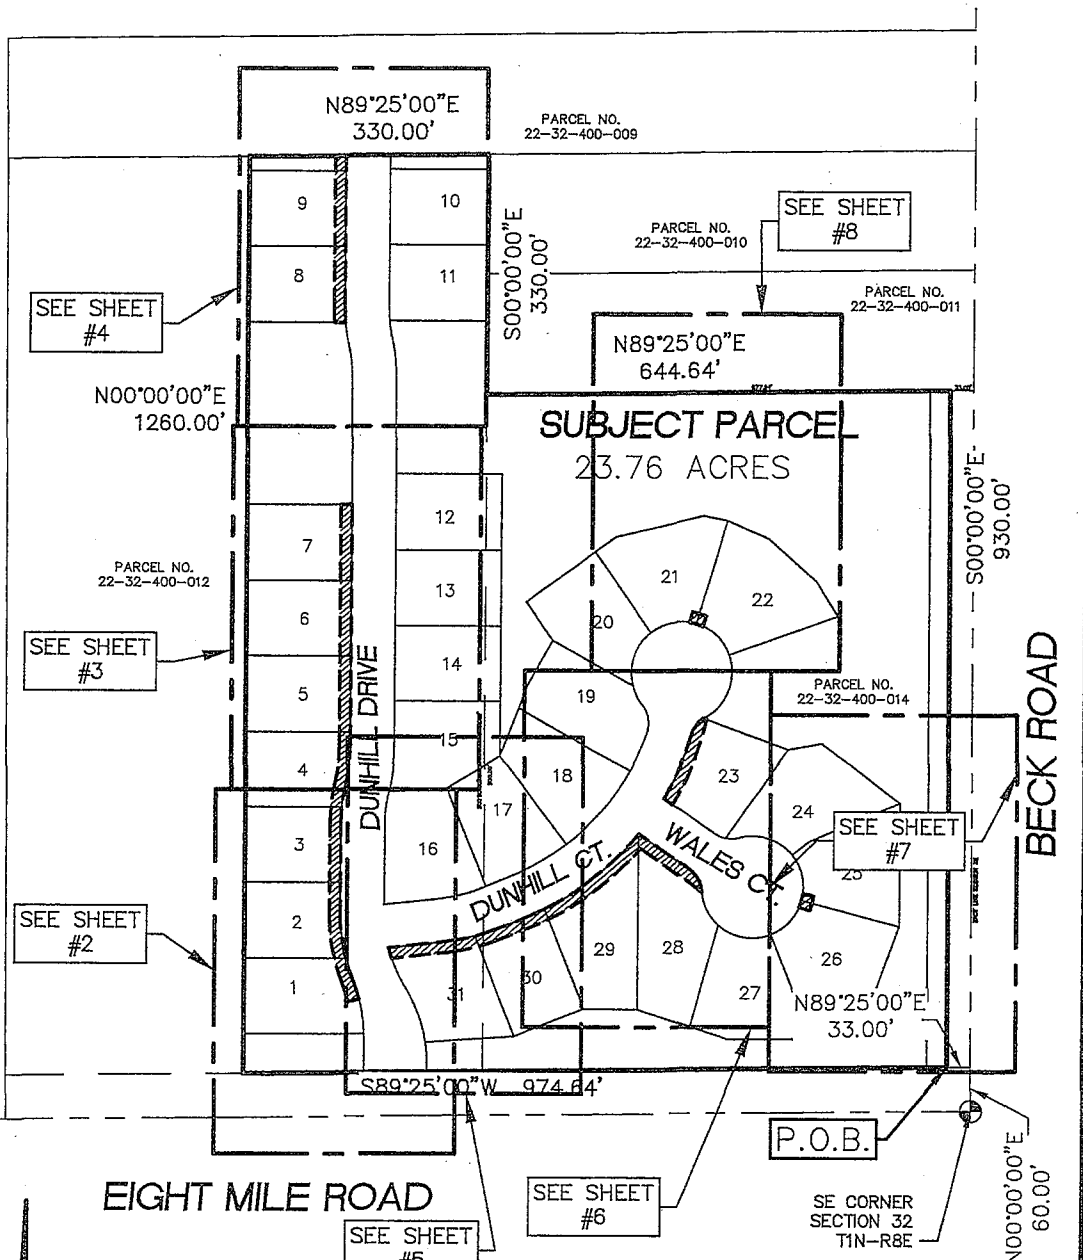 N89°25'00"E
330.00'
PARCEL NO.
22-32-400-009
9
10
8
11
S00°00'00"E
330.00'
PARCEL NO.
22-32-400-010
SEE SHEET
#8
PARCEL NO.
22-32-400-011
SEE SHEET
#4
N89°25'00"E
644.64'
N00°00'00"E
1260.00'
SUBJECT PARCEL
23.76 ACRES
S00°00'00"E
930.00'
12
7
13
PARCEL NO.
22-32-400-012
21
22
6
20
14
SEE SHEET
#3
5
19
PARCEL NO.
22-32-400-014
DUNHILL DRIVE
BECK ROAD
15
4
18
23
17
24
3
16
SEE SHEET
#7
WALES CT.
25
DUNHILL CT.
2
SEE SHEET
#2
29
28
26
30
31
1
27
N89°25'00"E
33.00'
S89°25'00"W 974.64'
P.O.B.
EIGHT MILE ROAD
SEE SHEET
#6
SE CORNER
SECTION 32
T1N-R8E
N00°00'00"E
60.00'
SEE SHEET
#5